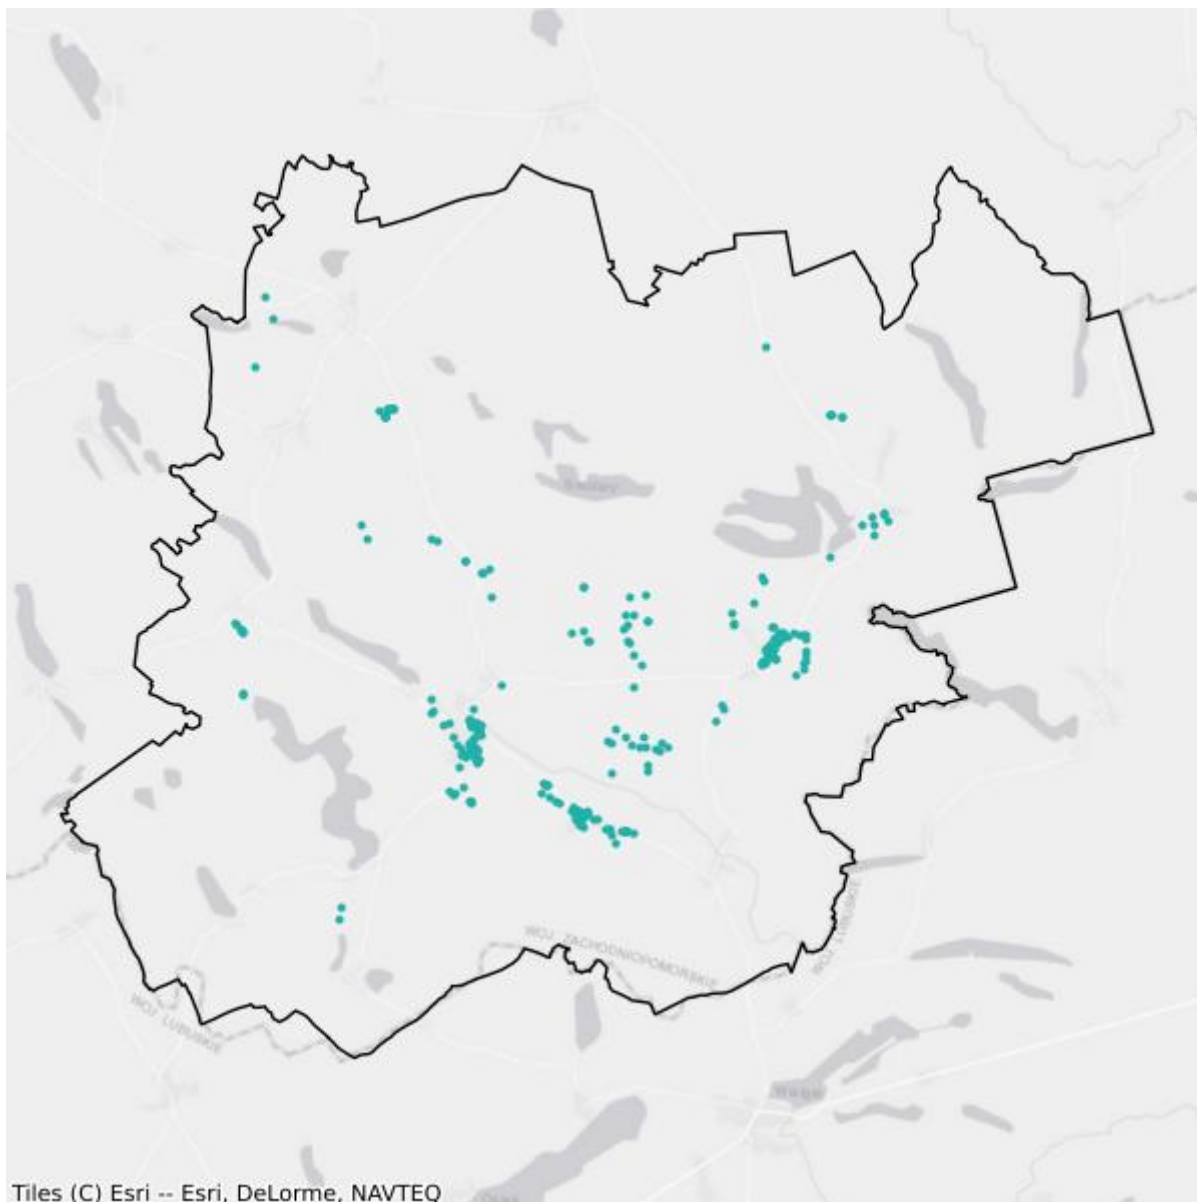 WOJ. ZACHODNIOPOMORSKIE
WOJ. LUBUSKIE
WOJ. LUBUSKIE
Tiles (C) Esri -- Esri, DeLorme, NAVTEQ